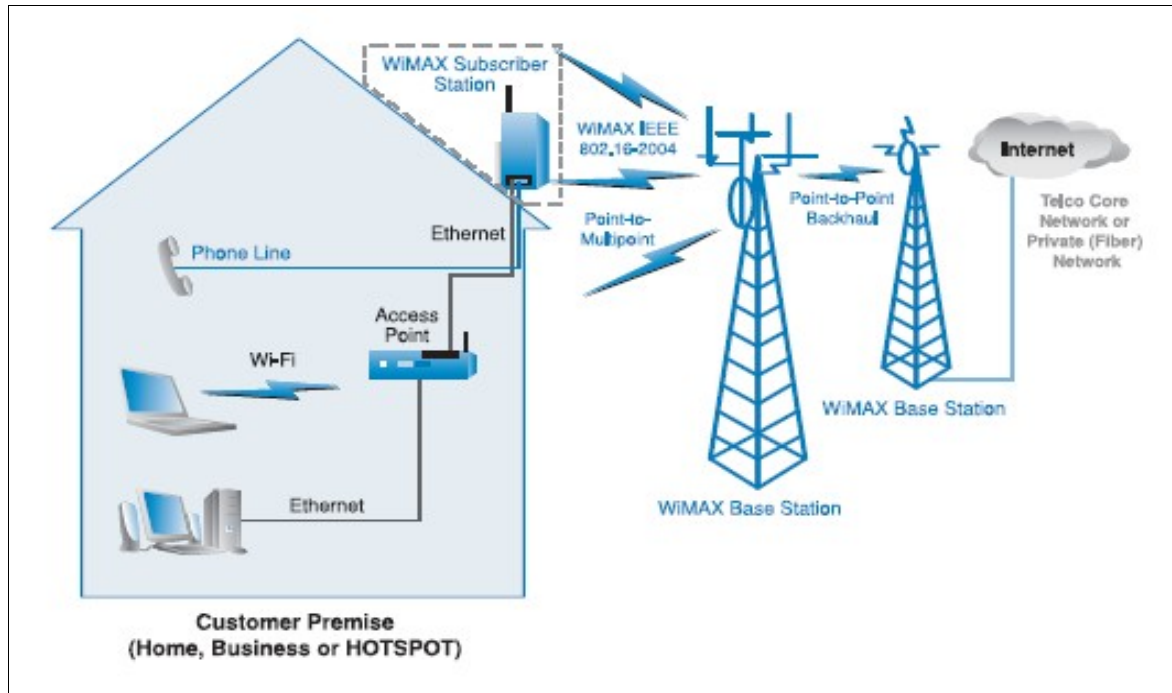 WiMAX Subscriber
Station
WiMAX IEEE
802.16-2004
Internet
Point-to-Point
Backhaul
Telco Core
Network or
Private (Fiber)
Network
Point-to-
Multipoint
Ethernet
Phone Line
Access
Point
Wi-Fi
WiMAX Base Station
Ethernet
WiMAX Base Station
Customer Premise
(Home, Business or HOTSPOT)